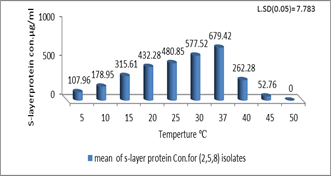 L.SD(0.05)=7.783
S-layerprotein con.µg/ml
1000
500
0
107.96 178.95 315.61 432.28 480.85 577.52 679.42 262.28 52.76 0
5 10 15 20 25 30 37 40 45 50
Temperture °C
mean of s-layer protein Con.for (2,5,8) isolates